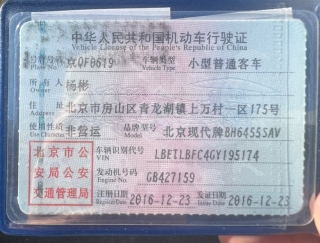 中华人民共和国机动车行驶证
Vehicle License of the People's Republic of China
号牌号码 京QF0619 车辆类型 小型普通客车
Plate No. Vehicle Type
所有人 杨彬
住址 北京市房山区青龙湖镇上万村一区175号
使用性质 非营运 品牌型号 北京现代牌BH6455SAV
Use Character Model
北京市公安局公安交通管理局
车辆识别代号 LBETLBFC4GY195174
VIN
发动机号码 GB427159
Engine No.
注册日期 2016-12-23 发证日期 2016-12-23
Register Date Issue Date